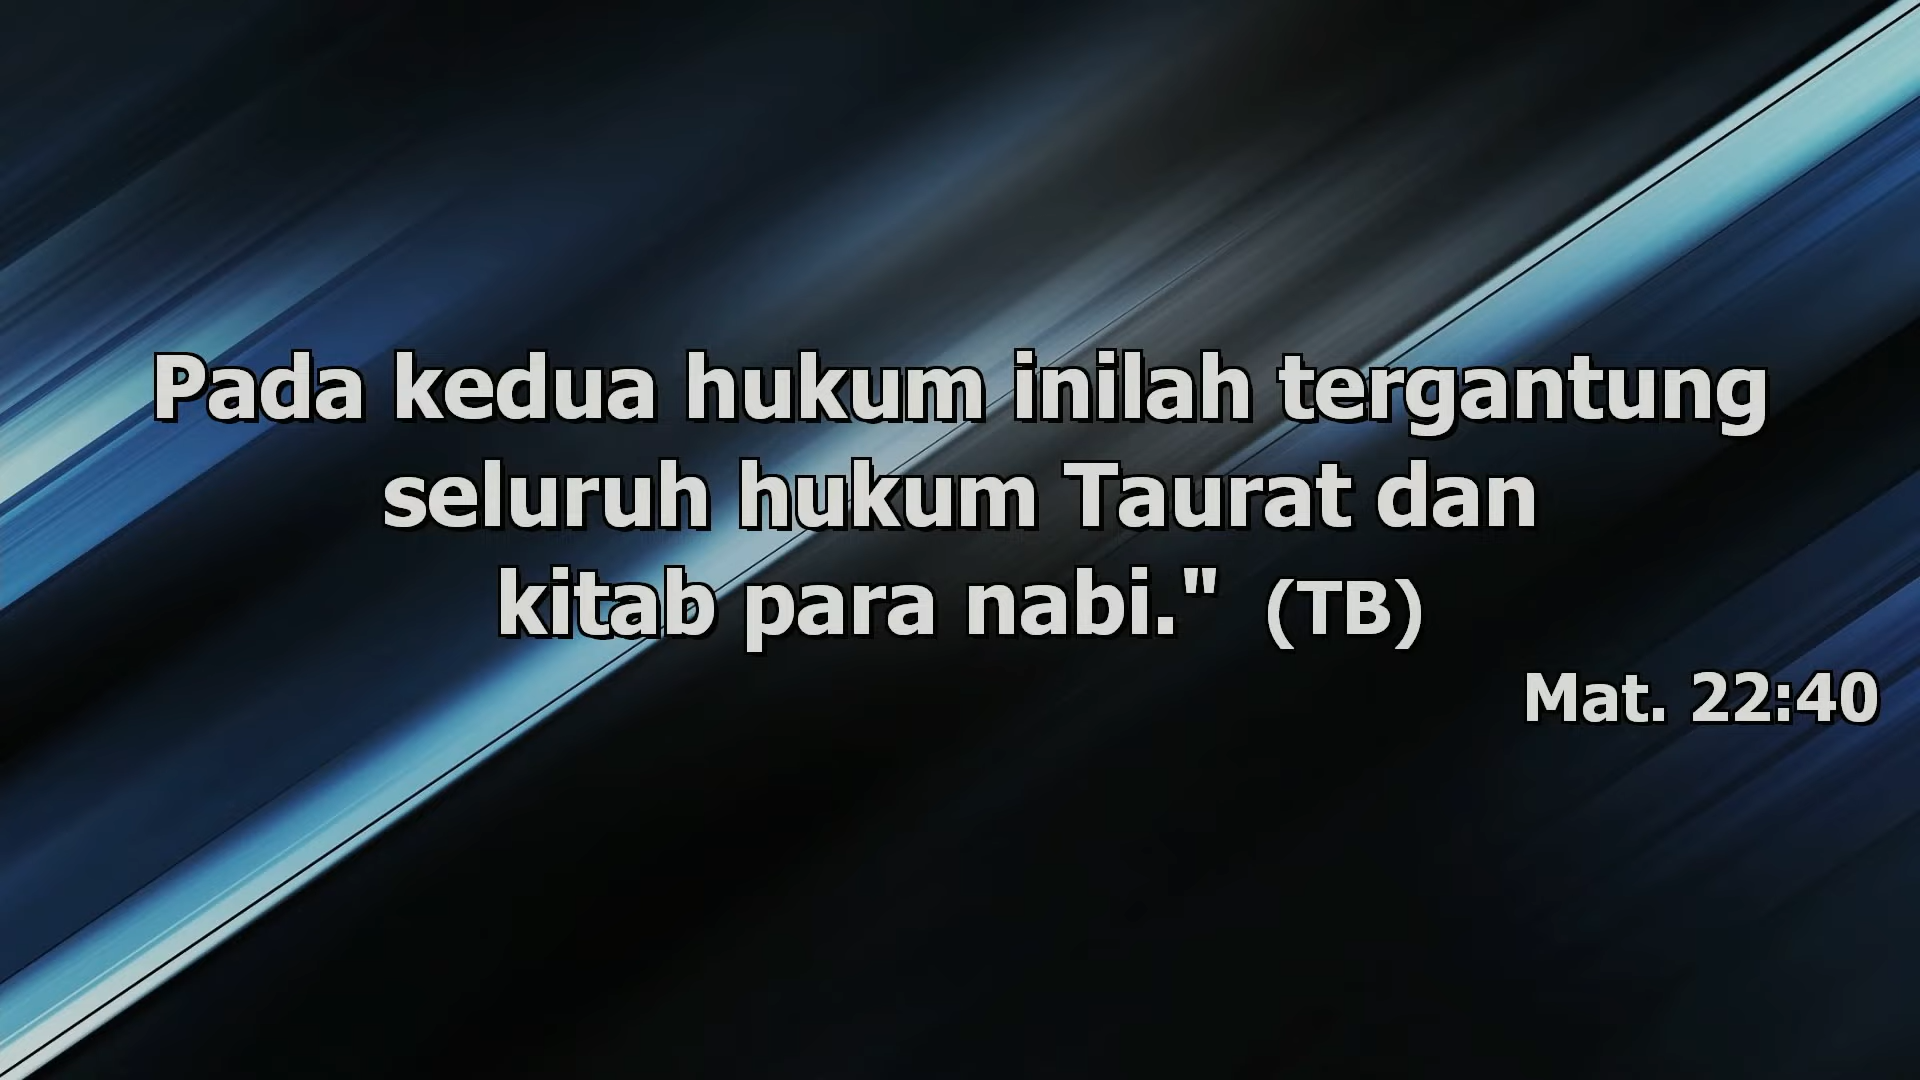 Pada kedua hukum inilah tergantung
seluruh hukum Taurat dan
kitab para nabi."  (TB)
Mat. 22:40